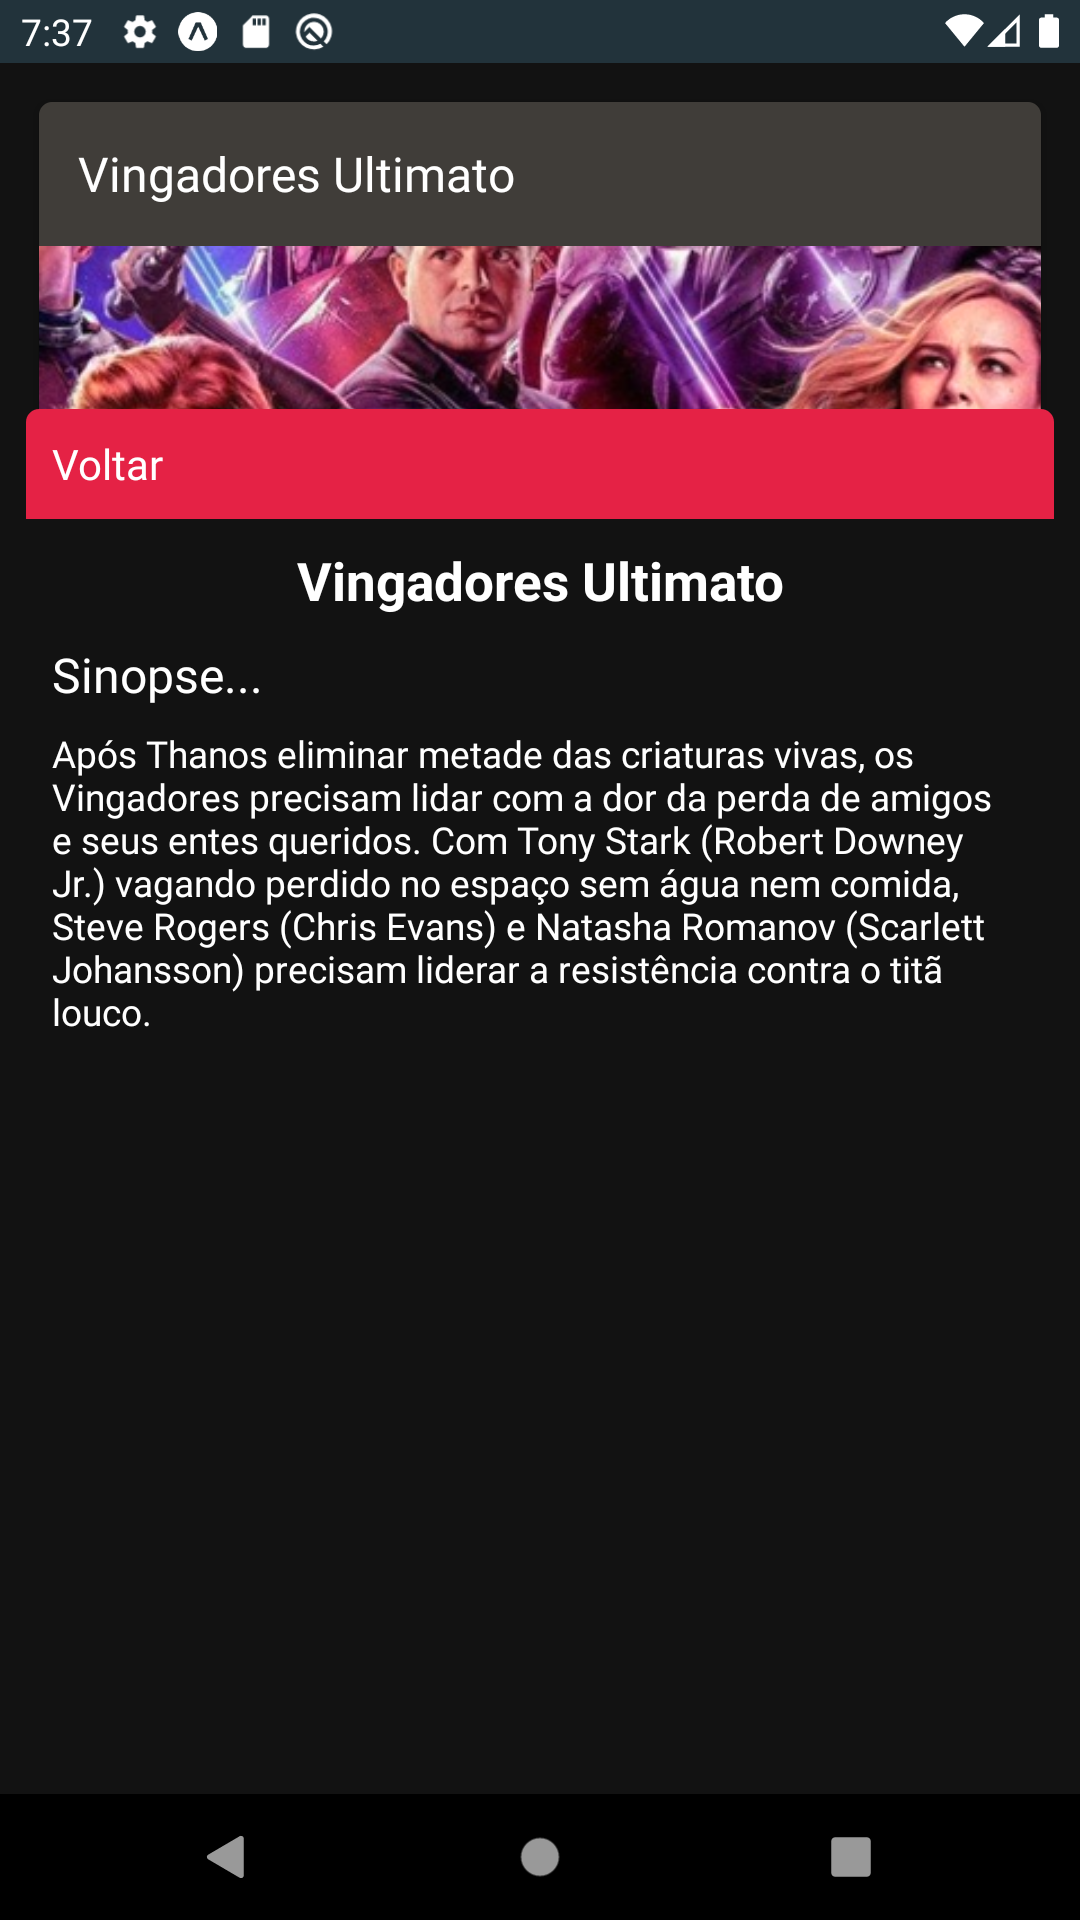 7:37
Vingadores Ultimato
Voltar
Vingadores Ultimato
Sinopse...
Após Thanos eliminar metade das criaturas vivas, os
Vingadores precisam lidar com a dor da perda de amigos
e seus entes queridos. Com Tony Stark (Robert Downey
Jr.) vagando perdido no espaço sem água nem comida,
Steve Rogers (Chris Evans) e Natasha Romanov (Scarlett
Johansson) precisam liderar a resistência contra o titã
louco.